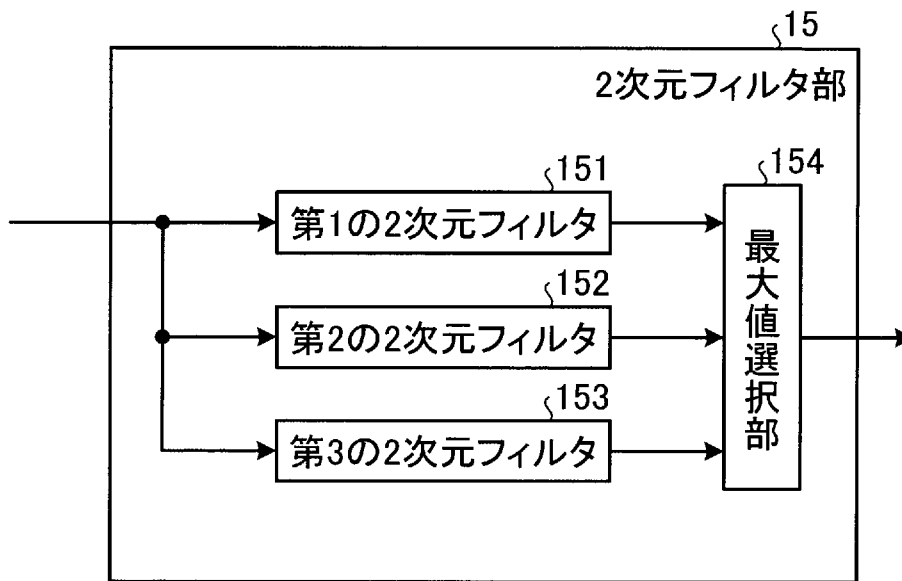 15
2次元フィルタ部
151
第1の2次元フィルタ
152
第2の2次元フィルタ
153
第3の2次元フィルタ
154
最大値選択部